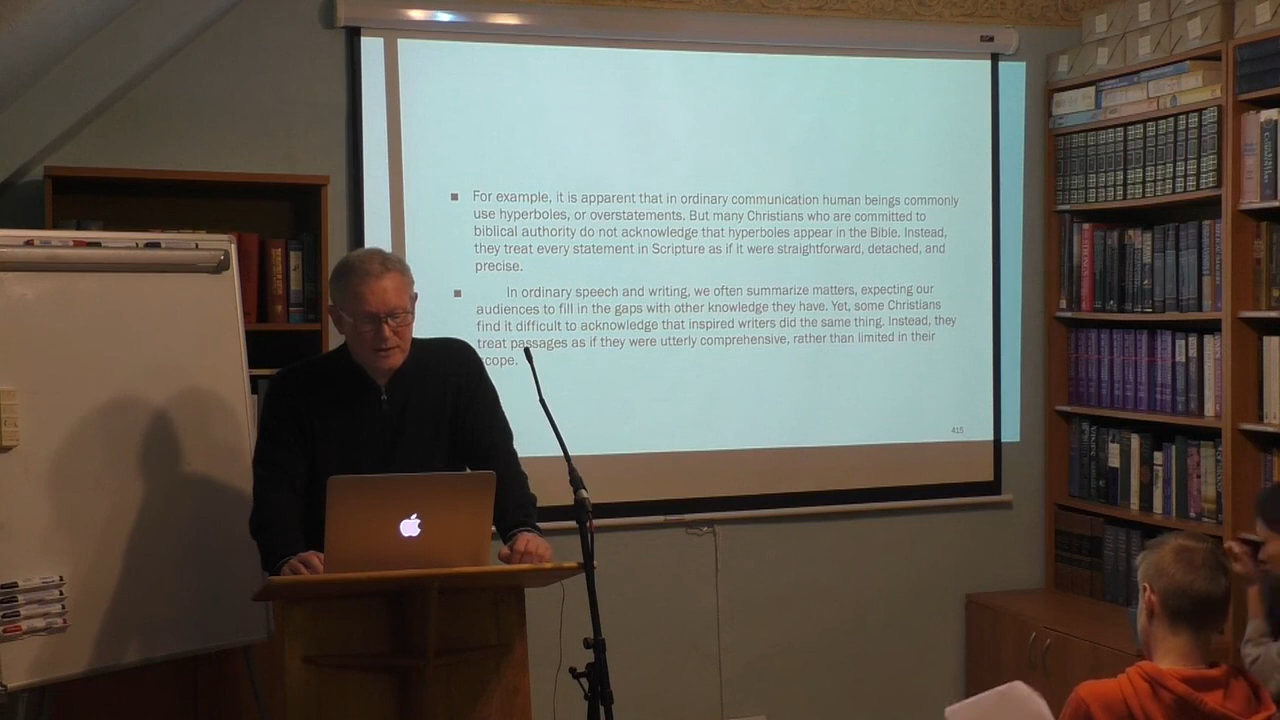 For example, it is apparent that in ordinary communication human beings commonly
use hyperboles, or overstatements. But many Christians who are committed to
biblical authority do not acknowledge that hyperboles appear in the Bible. Instead,
they treat every statement in Scripture as if it were straightforward, detached, and
precise.
In ordinary speech and writing, we often summarize matters, expecting our
audiences to fill in the gaps with other knowledge they have. Yet, some Christians
find it difficult to acknowledge that inspired writers did the same thing. Instead, they
treat passages as if they were utterly comprehensive, rather than limited in their
scope.
415